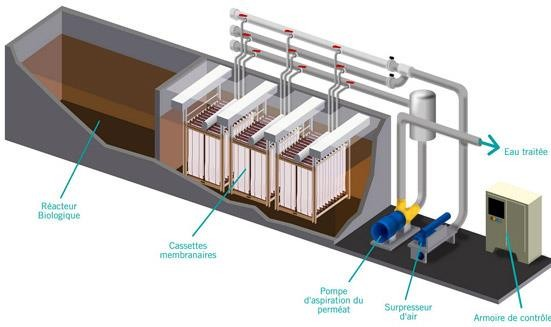 Eau traitée
Réacteur
Biologique
Cassettes
membranaires
Pompe
d'aspiration du
perméat
Surpresseur
d'air
Armoire de contrôle